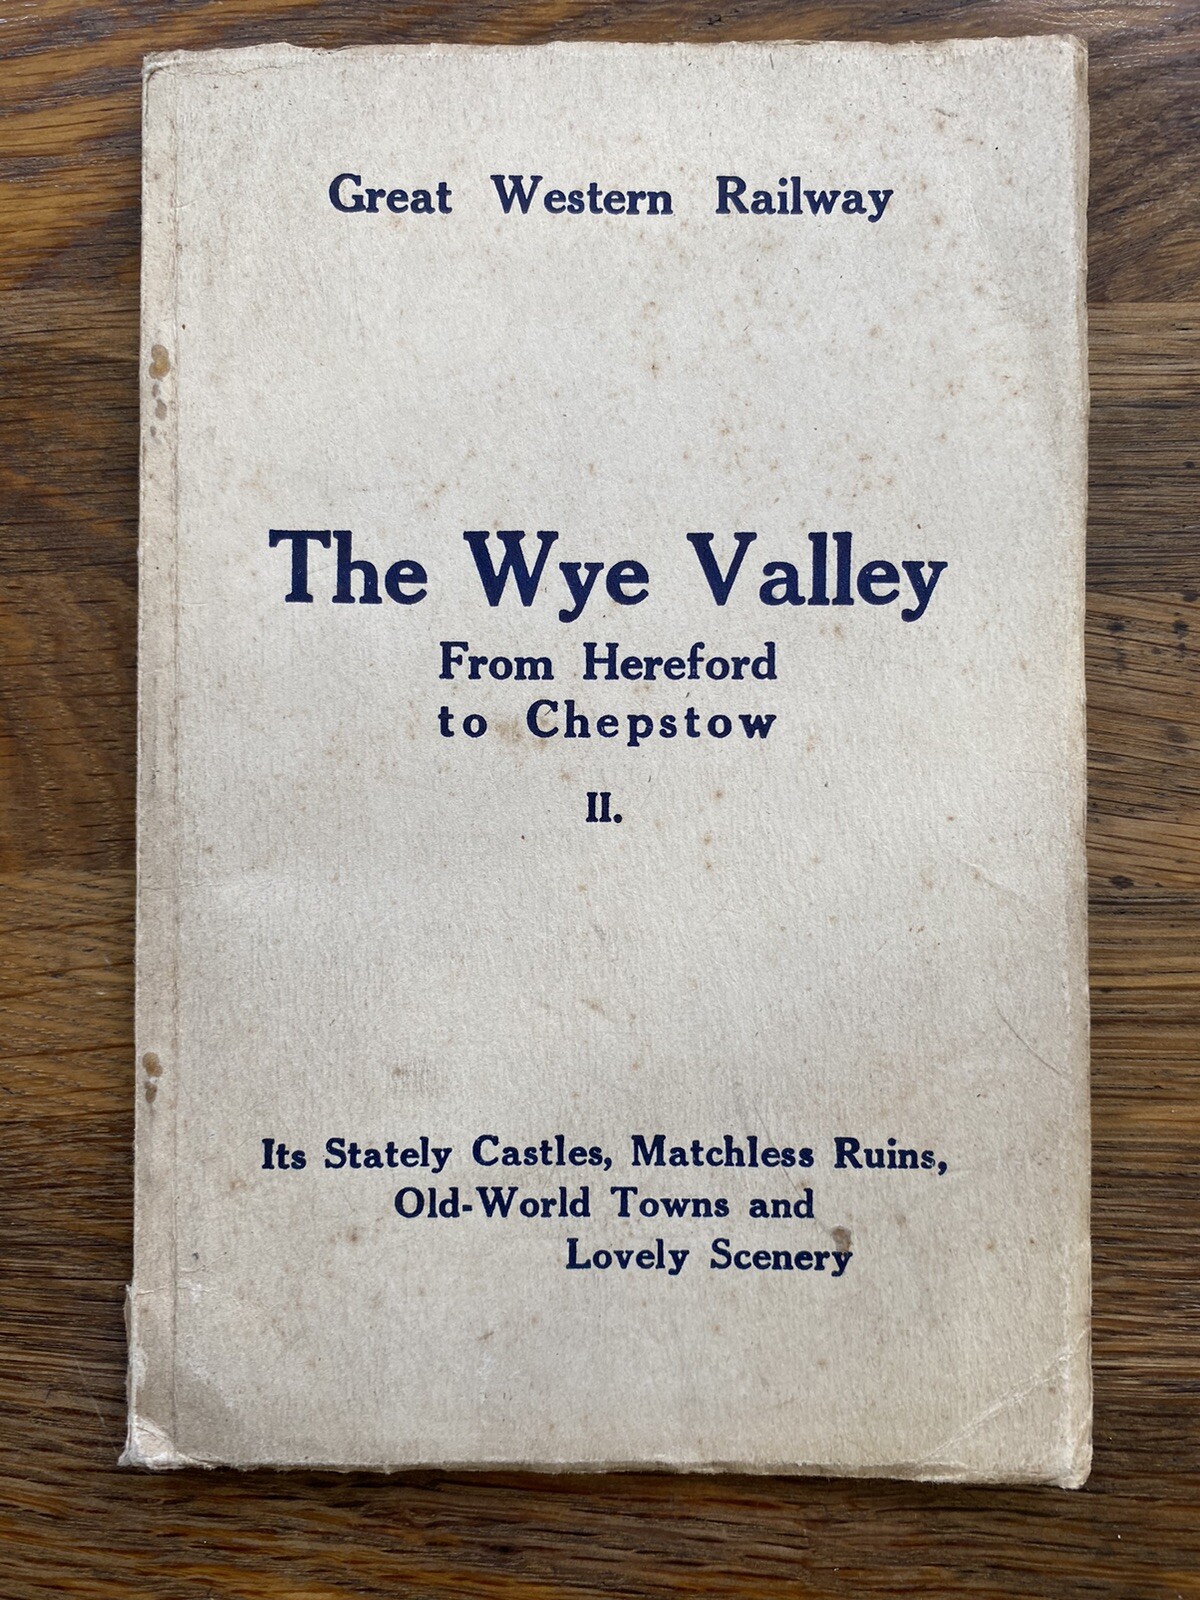 Great Western Railway
The Wye Valley
From Hereford
to Chepstow
II.
Its Stately Castles, Matchless Ruins,
Old-World Towns and
Lovely Scenery